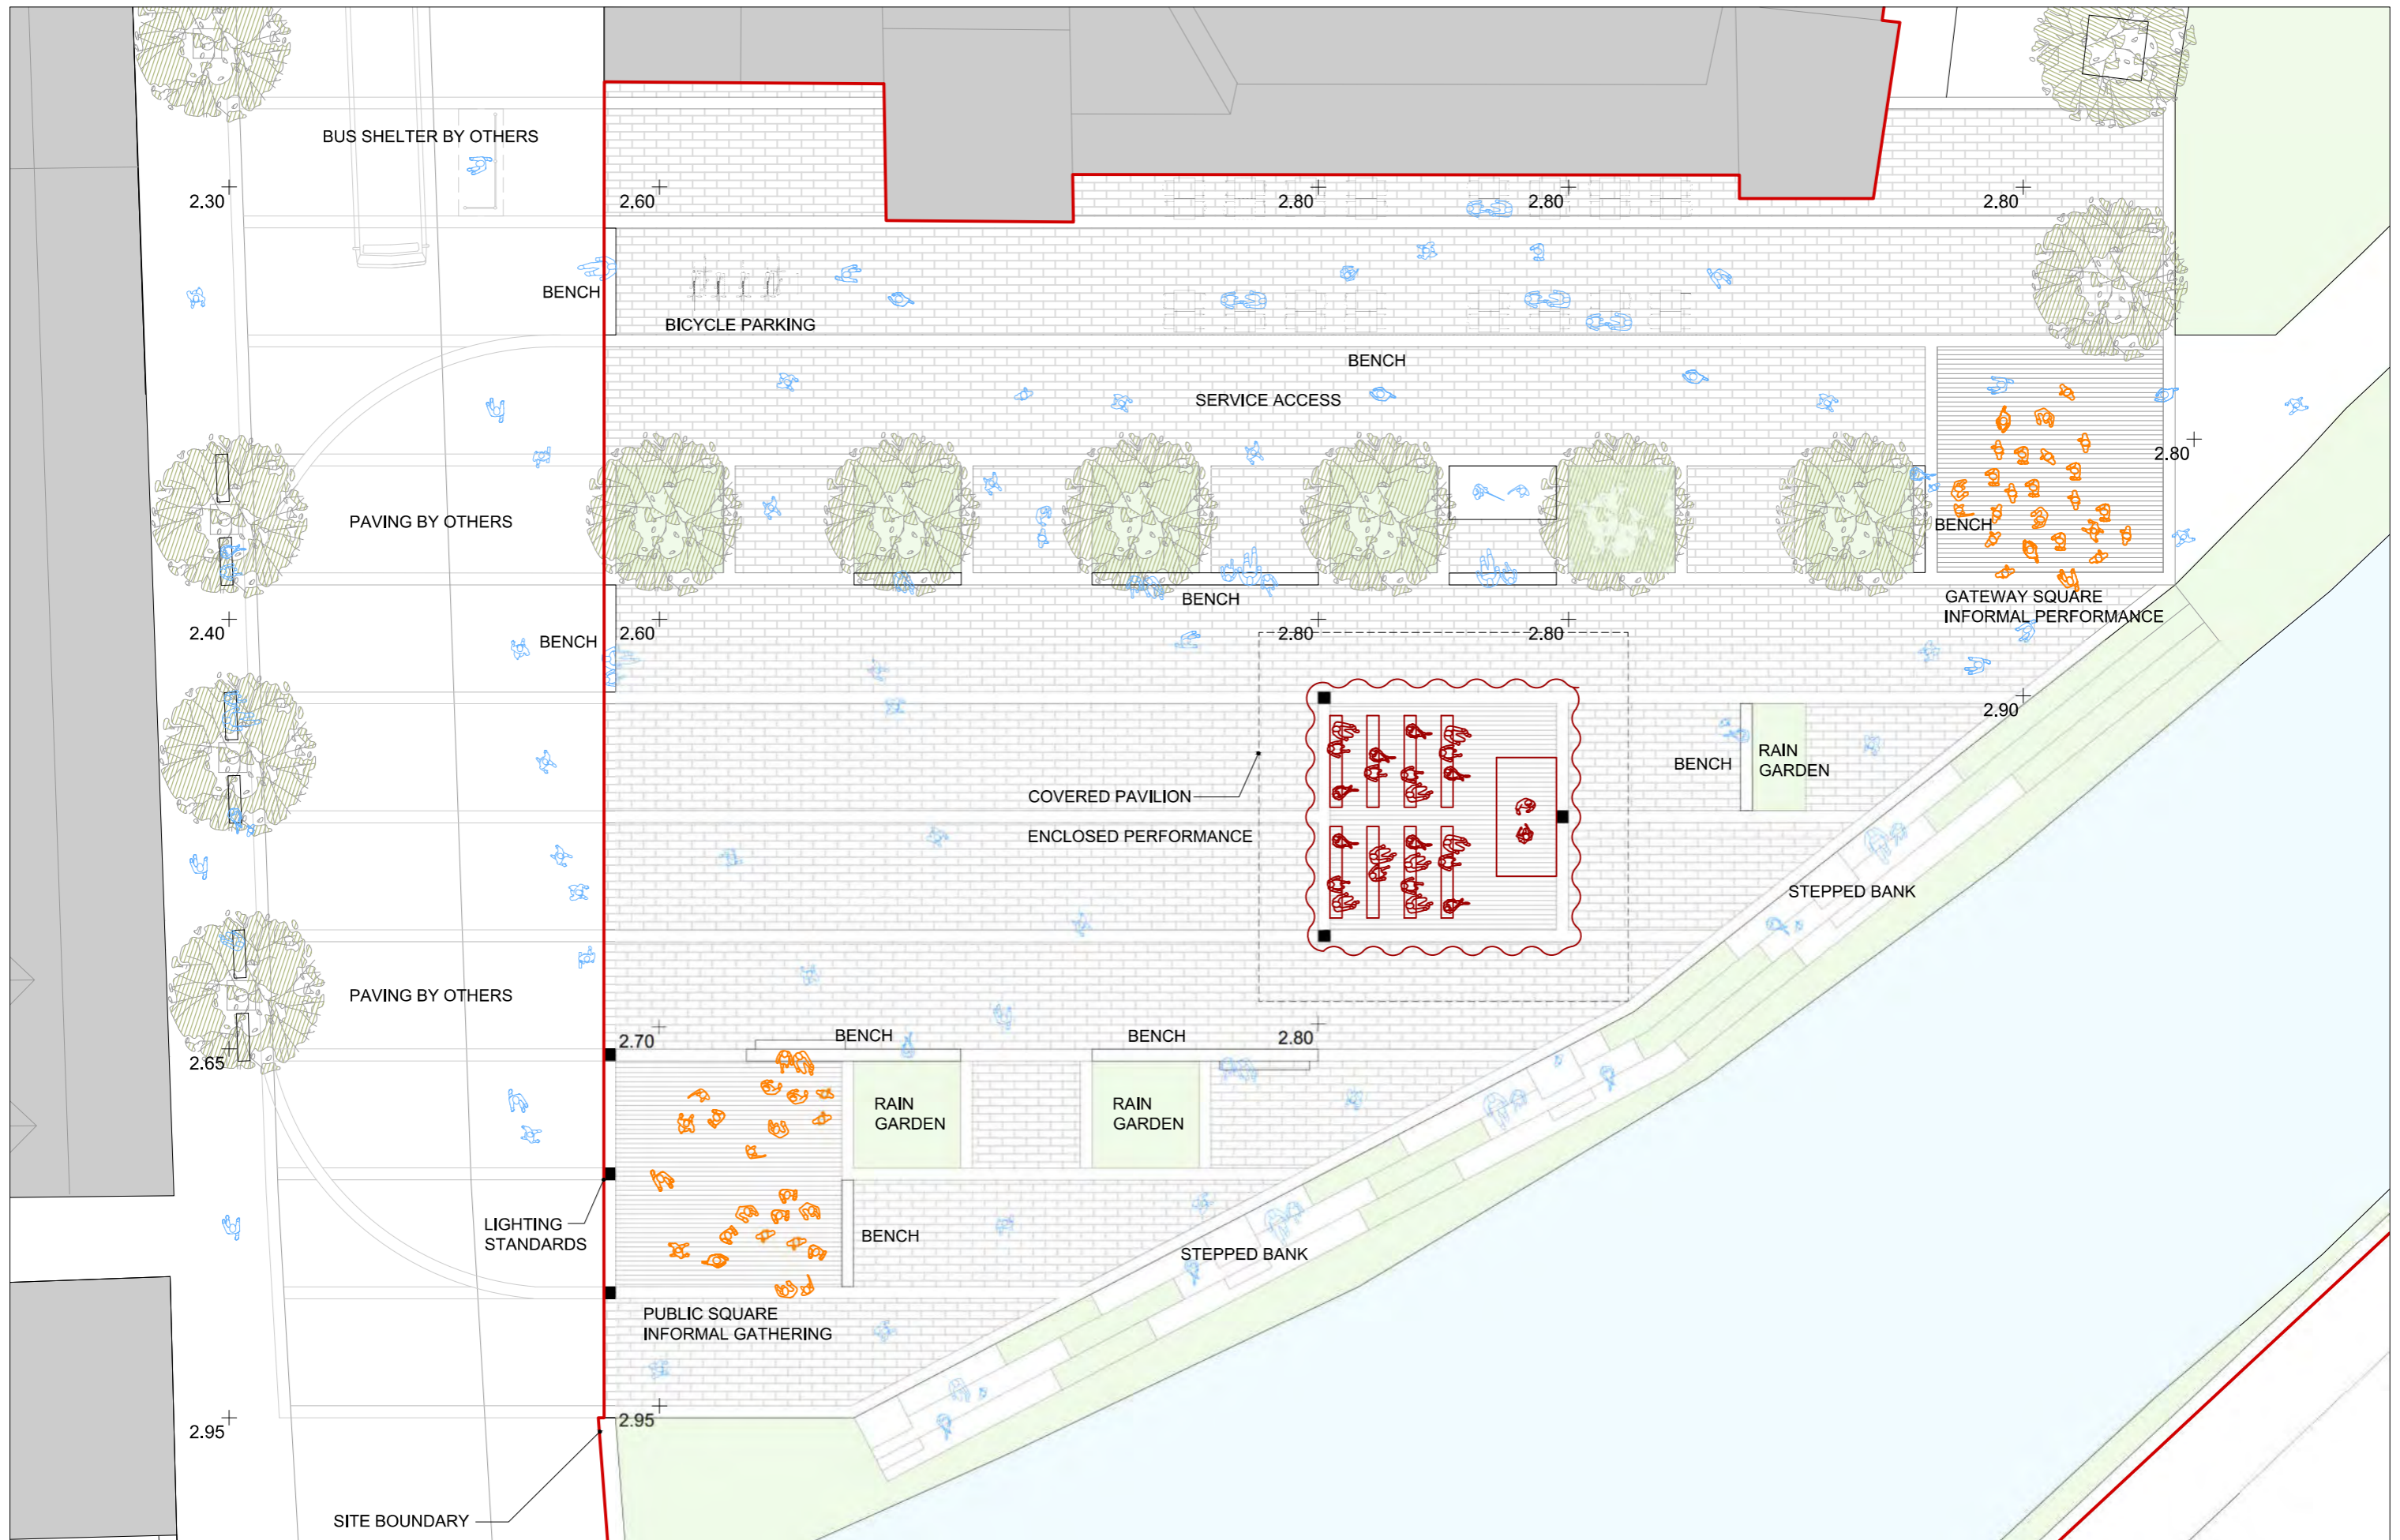 BUS SHELTER BY OTHERS
2.30
2.60
2.80
2.80
2.80
BENCH
BICYCLE PARKING
BENCH
SERVICE ACCESS
2.80
PAVING BY OTHERS
BENCH
BENCH
GATEWAY SQUARE
INFORMAL PERFORMANCE
2.40
BENCH
2.60
2.80
2.80
2.90
RAIN
GARDEN
BENCH
COVERED PAVILION
ENCLOSED PERFORMANCE
STEPPED BANK
PAVING BY OTHERS
2.70
BENCH
BENCH
2.80
2.65
RAIN
GARDEN
RAIN
GARDEN
LIGHTING
STANDARDS
BENCH
STEPPED BANK
PUBLIC SQUARE
INFORMAL GATHERING
2.95
2.95
SITE BOUNDARY